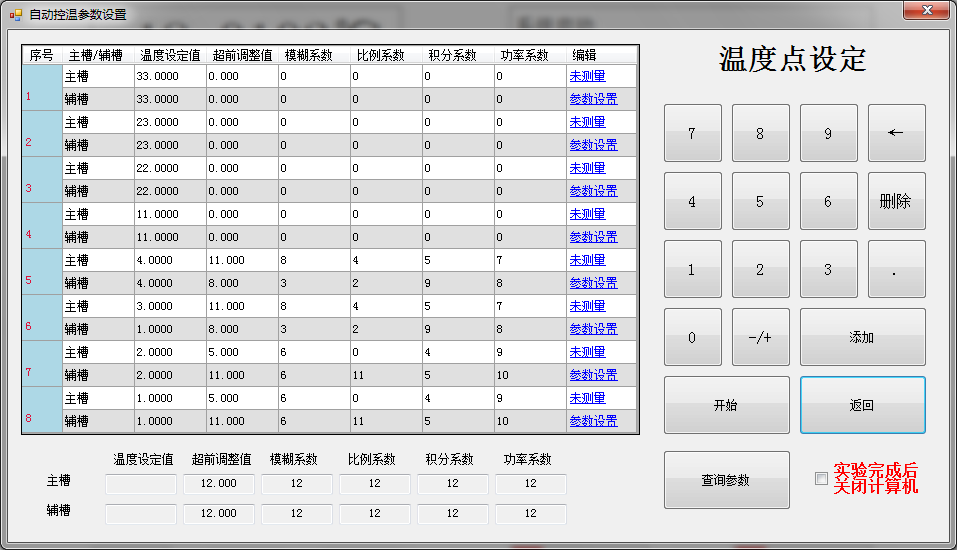 自动控温参数设置
温度点设定
序号 主槽/辅槽 温度设定值 超前调整值 模糊系数 比例系数 积分系数 功率系数 编辑
主槽 33.0000 0.000 0 0 0 0 未测量
1
辅槽 33.0000 0.000 0 0 0 0 参数设置
主槽 23.0000 0.000 0 0 0 0 未测量
2
辅槽 23.0000 0.000 0 0 0 0 参数设置
主槽 22.0000 0.000 0 0 0 0 未测量
3
辅槽 22.0000 0.000 0 0 0 0 参数设置
主槽 11.0000 0.000 0 0 0 0 未测量
4
辅槽 11.0000 0.000 0 0 0 0 参数设置
主槽 4.0000 11.000 8 4 5 7 未测量
5
辅槽 4.0000 8.000 3 2 9 8 参数设置
主槽 3.0000 11.000 8 4 5 7 未测量
6
辅槽 1.0000 8.000 3 2 9 8 参数设置
主槽 2.0000 5.000 6 0 4 9 未测量
7
辅槽 2.0000 11.000 6 11 5 10 参数设置
主槽 1.0000 5.000 6 0 4 9 未测量
8
辅槽 1.0000 11.000 6 11 5 10 参数设置
温度设定值 超前调整值 模糊系数 比例系数 积分系数 功率系数
主槽 12.000 12 12 12 12
辅槽 12.000 12 12 12 12
7 8 9 ←
4 5 6 删除
1 2 3 .
0 -/+ 添加
开始 返回
查询参数
实验完成后
关闭计算机